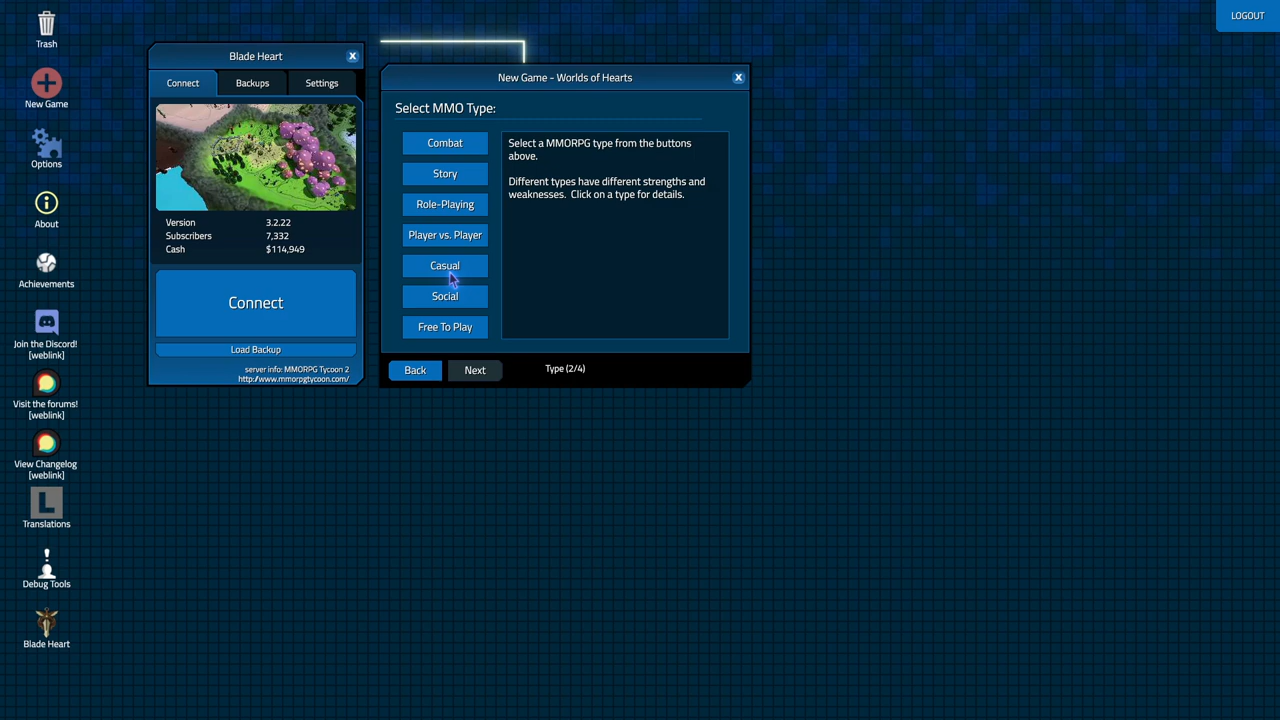 LOGOUT
Trash
New Game
Options
About
Achievements
Join the Discord!
[weblink]
Visit the forums!
[weblink]
View Changelog
[weblink]
L
Translations
Debug Tools
Blade Heart
Blade Heart
X
Connect
Backups
Settings
Version 3.2.22
Subscribers 7,332
Cash $114,949
Connect
Load Backup
server info: MMORPG Tycoon 2
http://www.mmorpgtycoon.com/
New Game - Worlds of Hearts
X
Select MMO Type:
Combat
Story
Role-Playing
Player vs. Player
Casual
Social
Free To Play
Select a MMORPG type from the buttons
above.
Different types have different strengths and
weaknesses. Click on a type for details.
Back
Next
Type (2/4)